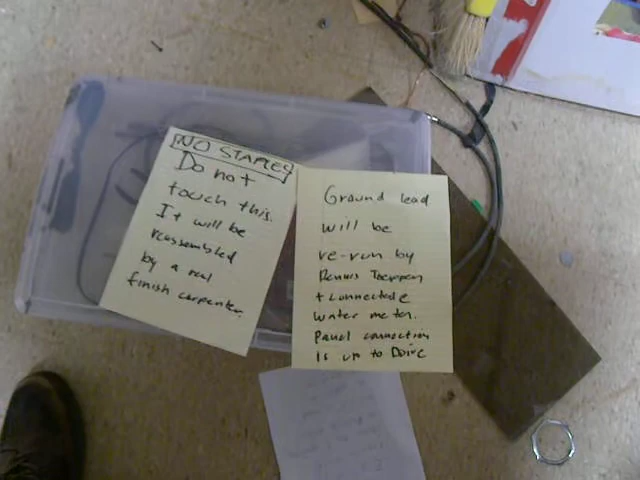 NO STAPLES
Do not
touch this.
It will be
reassembled
by a real
finish carpenter.
Ground lead
will be
re-run by
Dennis
+ connected @
water meter.
Panel connection
is up to